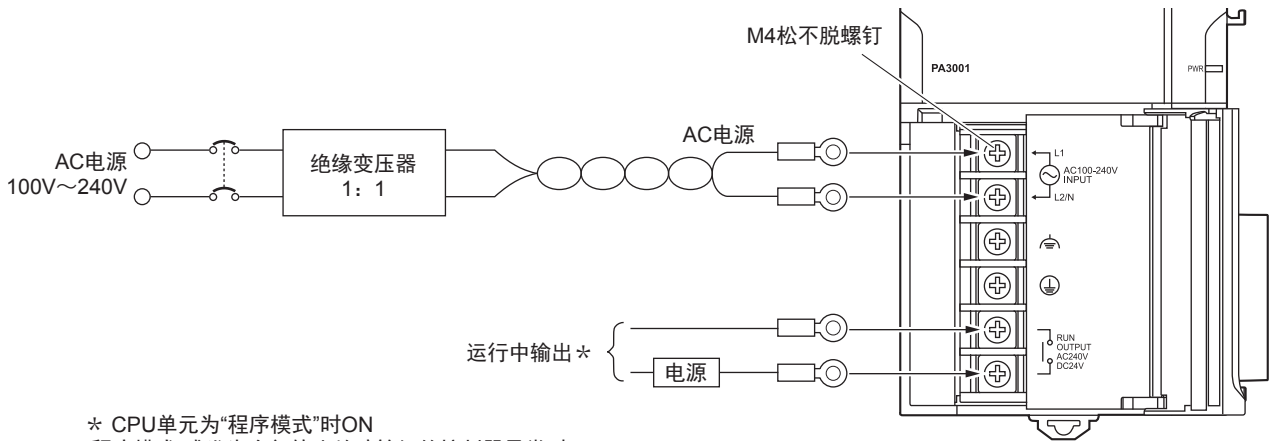 M4松不脱螺钉
PA3001
PWR
AC电源
100V～240V
绝缘变压器
1：1
AC电源
L1
AC100-240V
INPUT
L2/N
运行中输出＊
电源
RUN
OUTPUT
AC240V
DC24V
＊ CPU单元为“程序模式”时ON